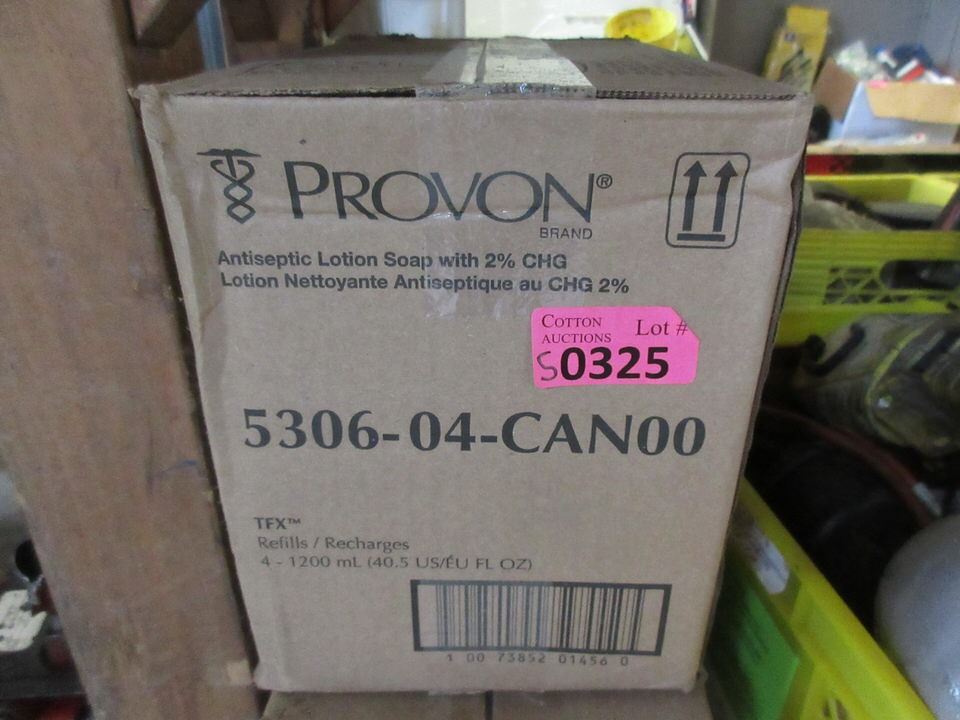 PROVON®
BRAND
Antiseptic Lotion Soap with 2% CHG
Lotion Nettoyante Antiseptique au CHG 2%
COTTON AUCTIONS Lot #
S0325
5306-04-CAN00
TFX™
Refills / Recharges
4 - 1200 mL (40.5 US/ÉU FL OZ)
1 00 73852 01456 0